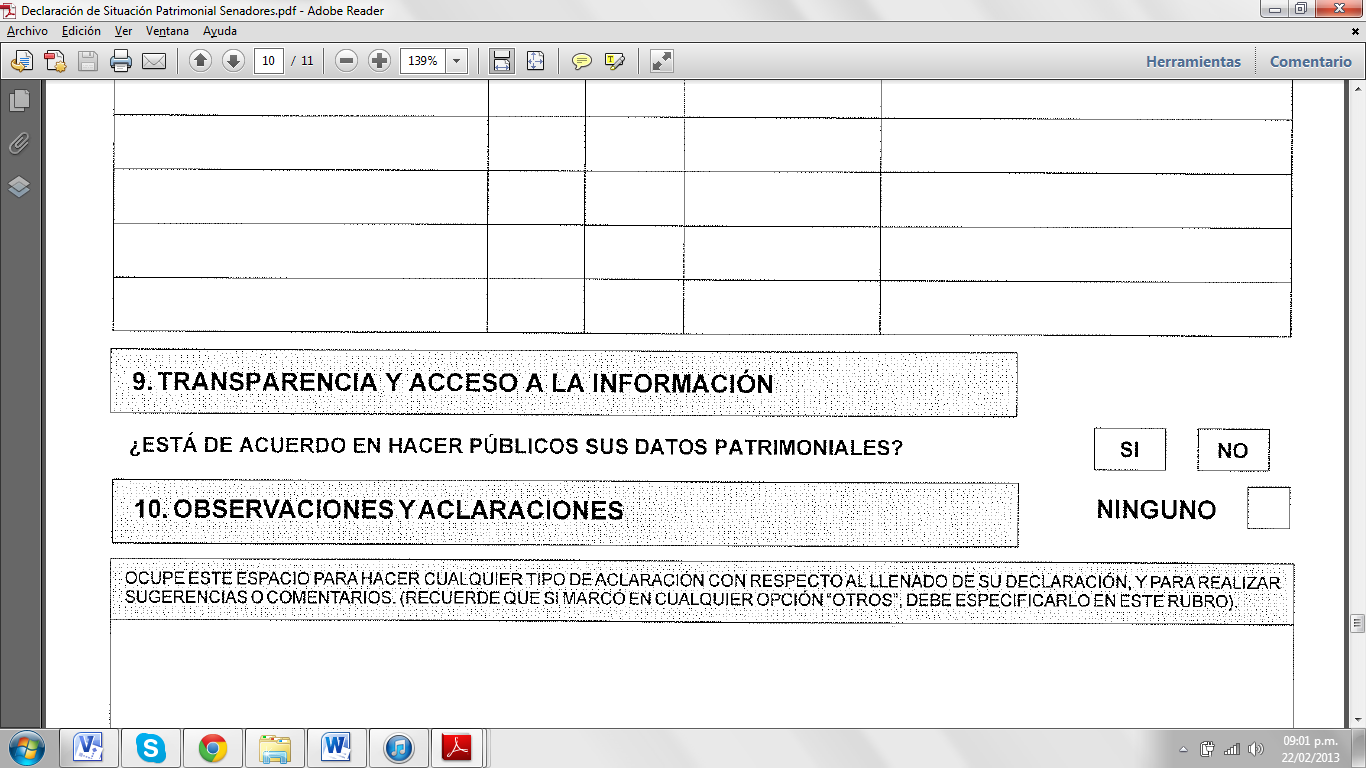 Declaración de Situación Patrimonial Senadores.pdf - Adobe Reader
Archivo Edición Ver Ventana Ayuda
10 / 11 139% Herramientas Comentario
9. TRANSPARENCIA Y ACCESO A LA INFORMACIÓN
¿ESTÁ DE ACUERDO EN HACER PÚBLICOS SUS DATOS PATRIMONIALES? SI NO
10. OBSERVACIONES Y ACLARACIONES NINGUNO
OCUPE ESTE ESPACIO PARA HACER CUALQUIER TIPO DE ACLARACIÓN CON RESPECTO AL LLENADO DE SU DECLARACIÓN, Y PARA REALIZAR
SUGERENCIAS O COMENTARIOS. (RECUERDE QUE SI MARCÓ EN CUALQUIER OPCIÓN "OTROS", DEBE ESPECIFICARLO EN ESTE RUBRO).
09:01 p.m.
22/02/2013